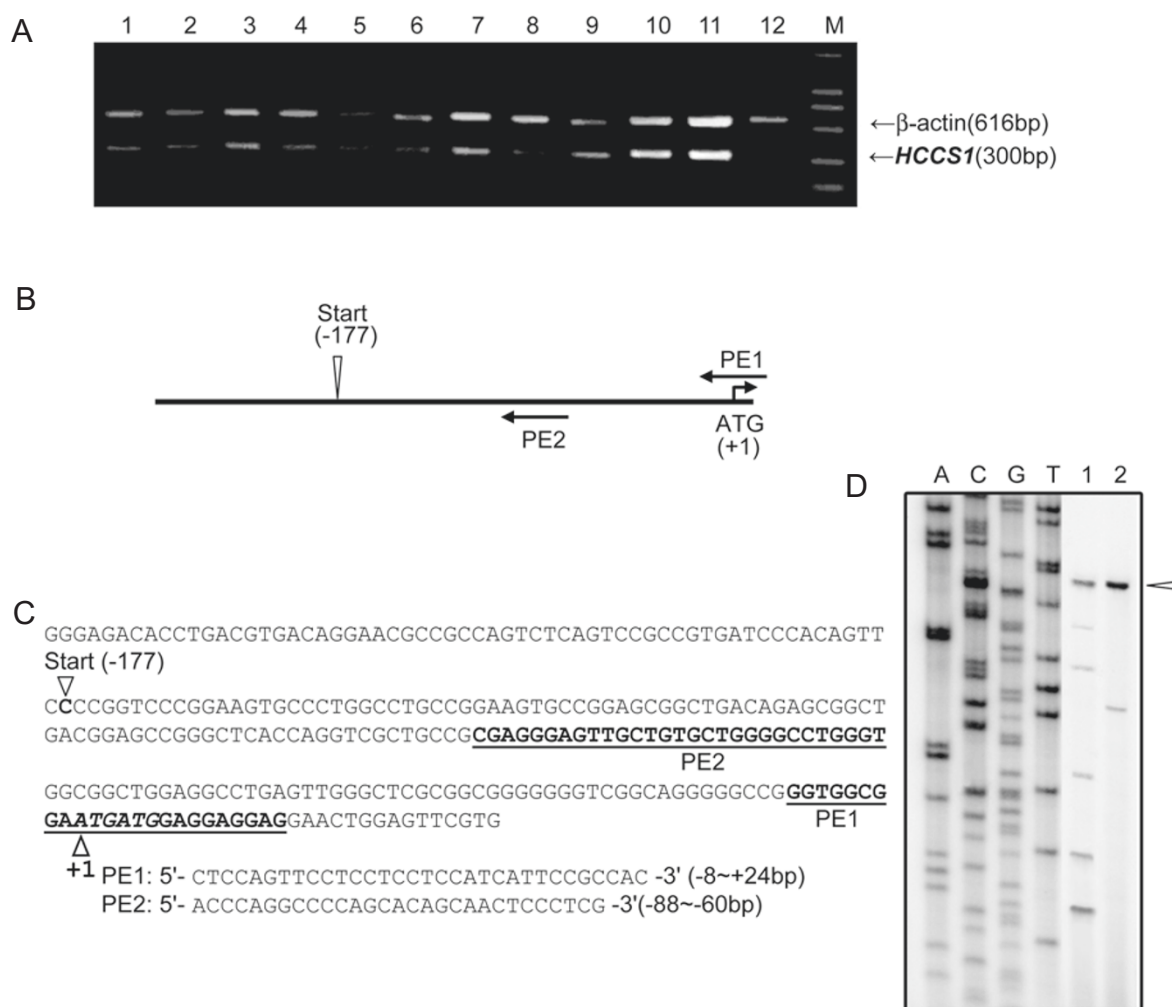 A
1 2 3 4 5 6 7 8 9 10 11 12 M
←β-actin(616bp)
←HCCS1(300bp)
B
Start
(-177)
PE1
PE2
ATG
(+1)
C
GGGAGACACCTGACGTGACAGGAACGCCGCCAGTCTCAGTCCGCCGTGATCCCACAGTT
Start (-177)
CCCCGGTCCCGGAAGTGCCCTGGCCTGCCGGAAGTGCCGGAGCGGCTGACAGAGCGGCT
GACGGAGCCGGGCTCACCAGGTCGCTGCCGCGAGGGAGTTGCTGTGCTGGGGCCTGGGT
PE2
GGCGGCTGGAGGCCTGAGTTGGGCTCGCGGCGGGGGGGTCGGCAGGGGGCCGGGTGGCG
GAATGATGGAGGAGGAGGAACTGGAGTTCGTG
PE1
+1
PE1: 5'- CTCCAGTTCCTCCTCCTCCATCATTCCGCCAC -3' (-8~+24bp)
PE2: 5'- ACCCAGGCCCCAGCACAGCAACTCCCTCG -3'(-88~-60bp)
D
A C G T 1 2